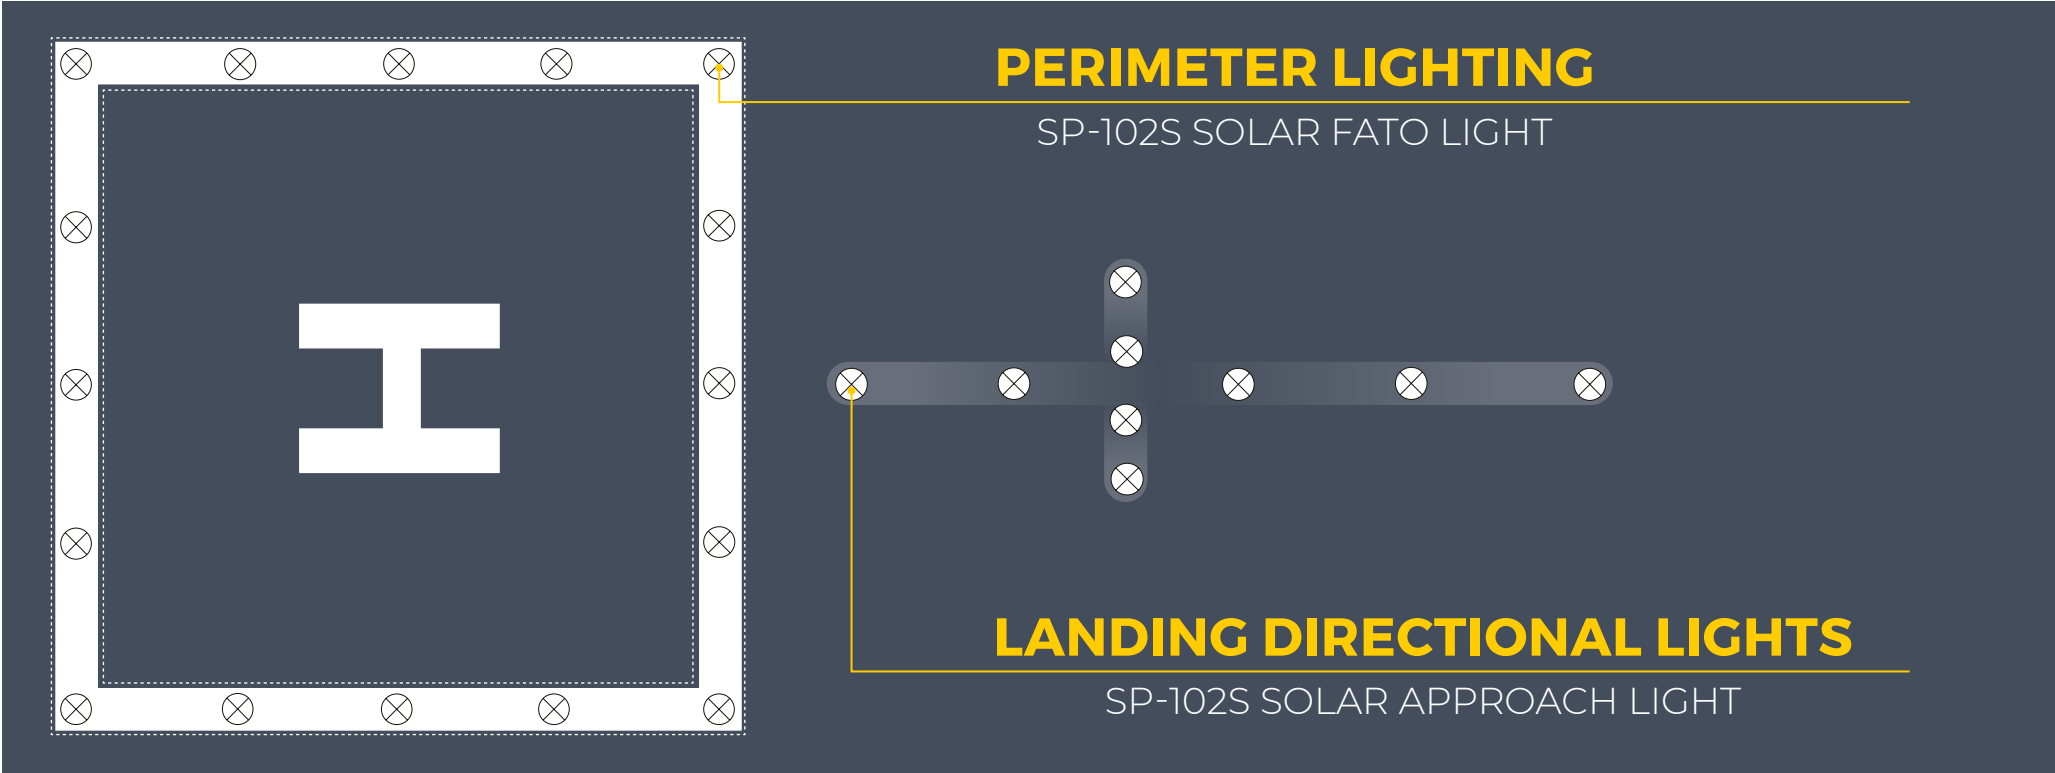 PERIMETER LIGHTING
SP-102S SOLAR FATO LIGHT
H
LANDING DIRECTIONAL LIGHTS
SP-102S SOLAR APPROACH LIGHT